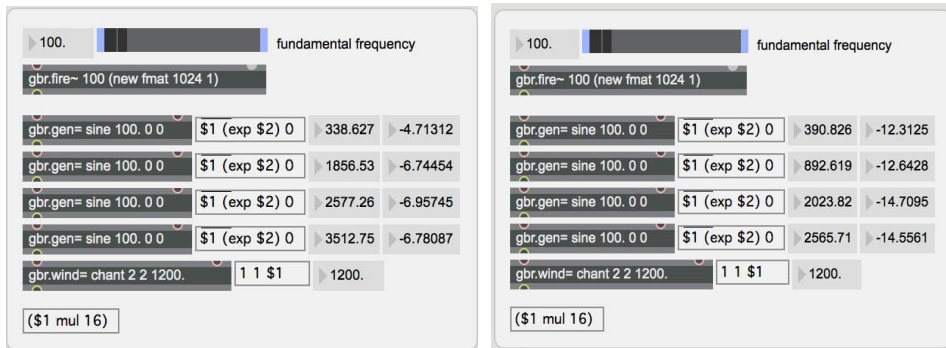 100. fundamental frequency
gbr.fire~ 100 (new fmat 1024 1)
gbr.gen= sine 100. 0 0 $1 (exp $2) 0 338.627 -4.71312
gbr.gen= sine 100. 0 0 $1 (exp $2) 0 1856.53 -6.74454
gbr.gen= sine 100. 0 0 $1 (exp $2) 0 2577.26 -6.95745
gbr.gen= sine 100. 0 0 $1 (exp $2) 0 3512.75 -6.78087
gbr.wind= chant 2 2 1200. 1 1 $1 1200.
($1 mul 16)
100. fundamental frequency
gbr.fire~ 100 (new fmat 1024 1)
gbr.gen= sine 100. 0 0 $1 (exp $2) 0 390.826 -12.3125
gbr.gen= sine 100. 0 0 $1 (exp $2) 0 892.619 -12.6428
gbr.gen= sine 100. 0 0 $1 (exp $2) 0 2023.82 -14.7095
gbr.gen= sine 100. 0 0 $1 (exp $2) 0 2565.71 -14.5561
gbr.wind= chant 2 2 1200. 1 1 $1 1200.
($1 mul 16)